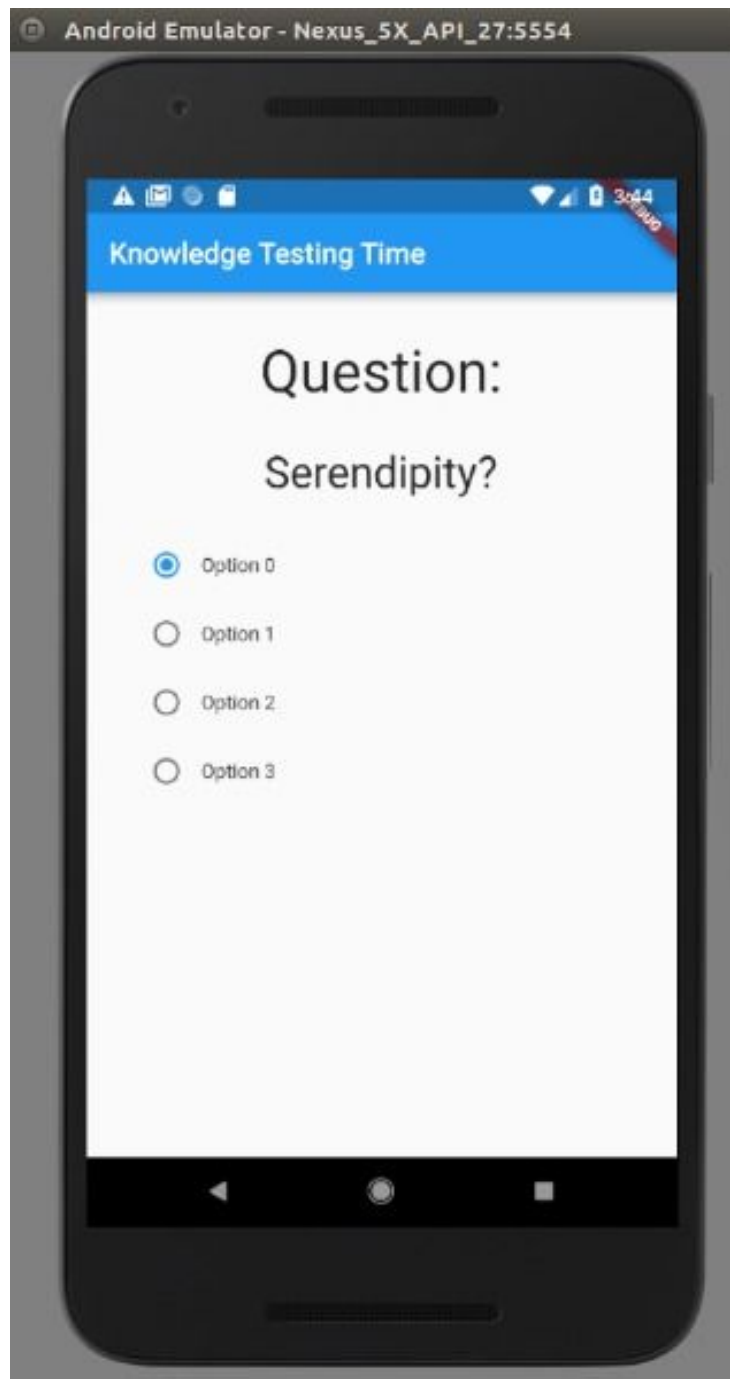 Android Emulator - Nexus_5X_API_27:5554
3:44
DEBUG
Knowledge Testing Time
Question:
Serendipity?
Option 0
Option 1
Option 2
Option 3